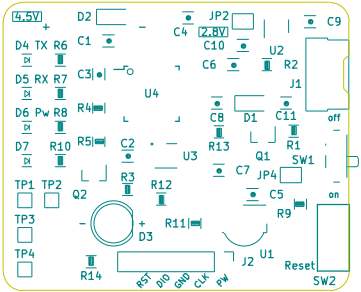 4.5V
D2
C4
JP2
C9
+
-
2.8V
D4 TX R6
C1
C10
U2
J1
C6
R2
D5 RX R7
C3
U4
D6 Pw R8
R4
C8
D1
C11
off
R13
R1
D7
R10
R5
C2
U3
Q1
SW1
C7
JP4
TP1 TP2
Q2
R3
R12
C5
on
R9
-
+
R11
TP3
D3
TP4
J2
U1
Reset
R14
RST
DIO
GND
CLK
PW
SW2